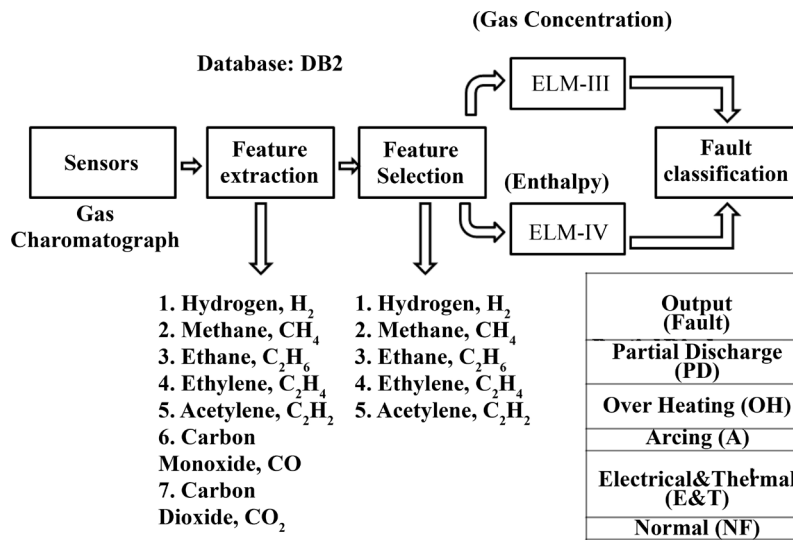 (Gas Concentration)
Database: DB2
ELM-III
Sensors
Feature
extraction
Feature
Selection
Fault
classification
(Enthalpy)
ELM-IV
Gas
Charomatograph
1. Hydrogen, H₂
2. Methane, CH₄
3. Ethane, C₂H₆
4. Ethylene, C₂H₄
5. Acetylene, C₂H₂
6. Carbon
Monoxide, CO
7. Carbon
Dioxide, CO₂
1. Hydrogen, H₂
2. Methane, CH₄
3. Ethane, C₂H₆
4. Ethylene, C₂H₄
5. Acetylene, C₂H₂
Output
(Fault)
Partial Discharge
(PD)
Over Heating (OH)
Arcing (A)
Electrical&Thermal
(E&T)
Normal (NF)